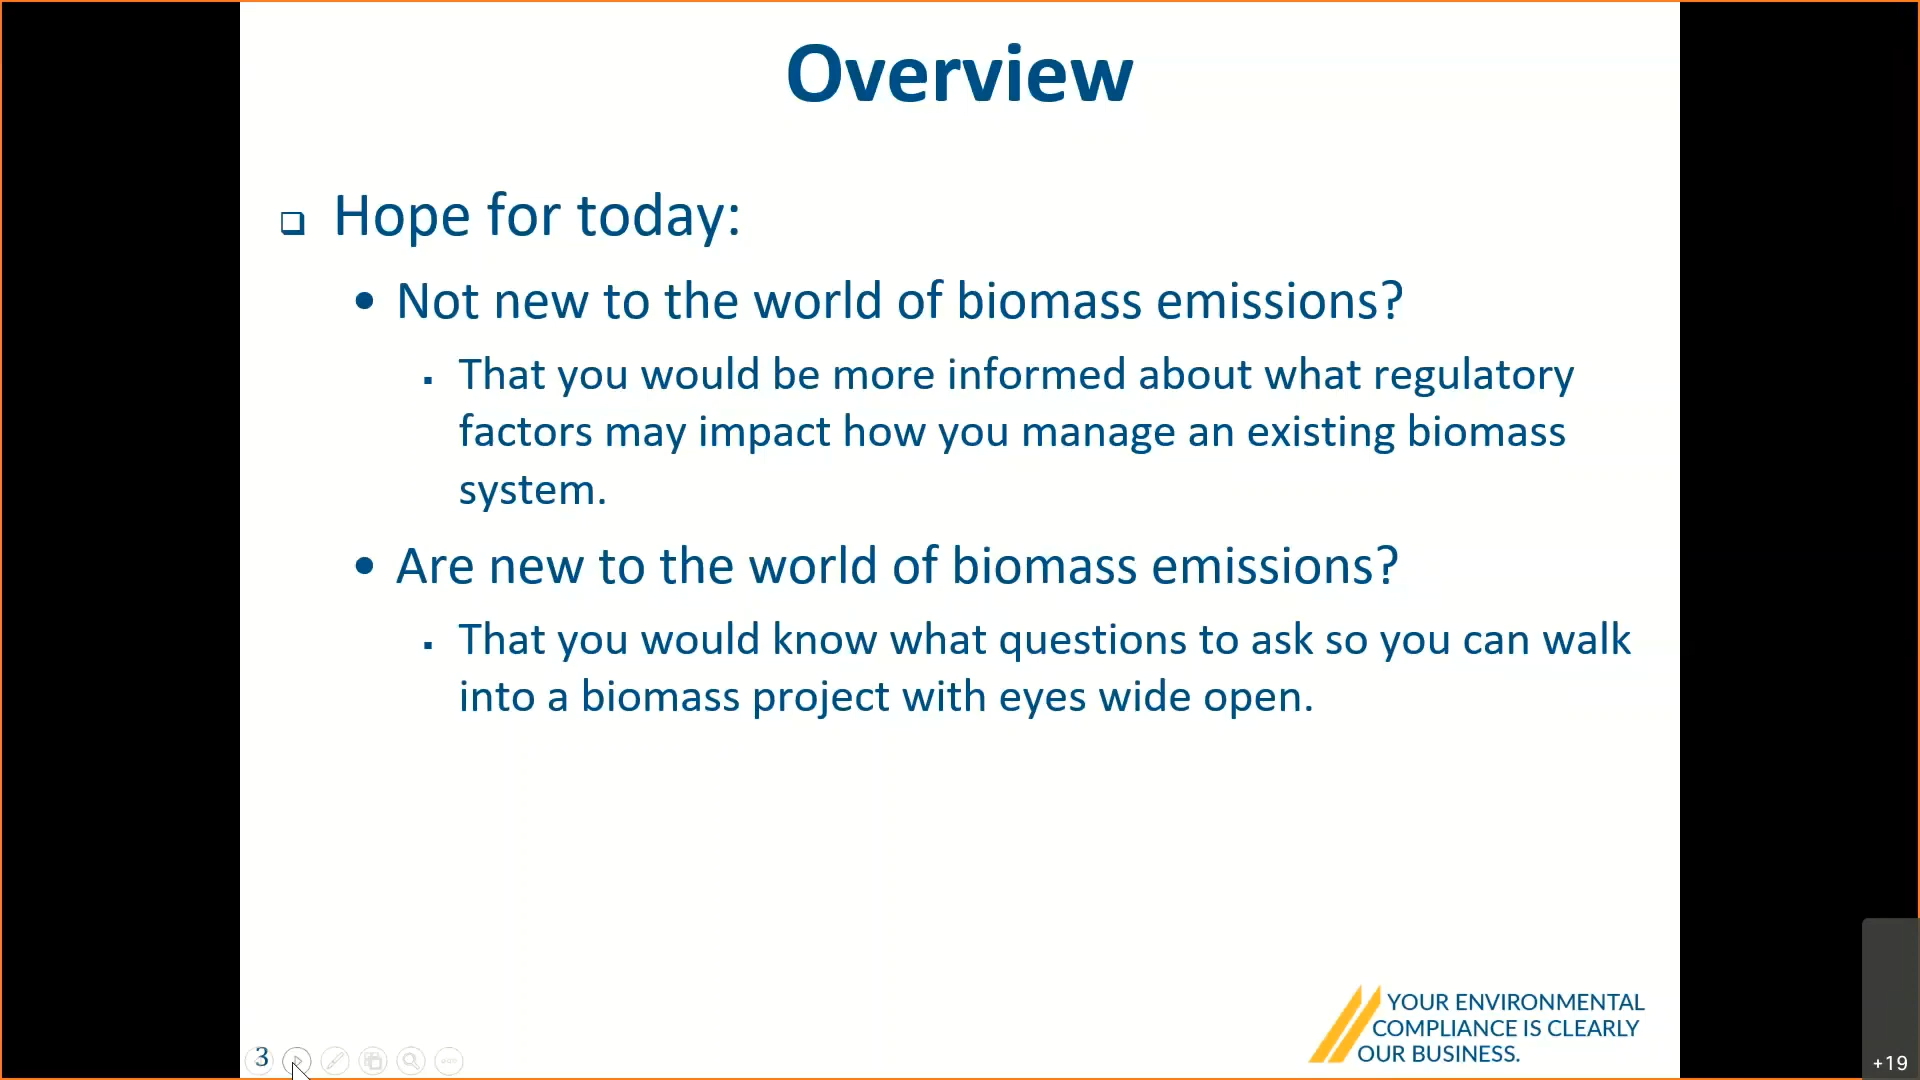 Overview
Hope for today:
• Not new to the world of biomass emissions?
▪ That you would be more informed about what regulatory
factors may impact how you manage an existing biomass
system.
• Are new to the world of biomass emissions?
▪ That you would know what questions to ask so you can walk
into a biomass project with eyes wide open.
YOUR ENVIRONMENTAL
COMPLIANCE IS CLEARLY
OUR BUSINESS.
3
+19